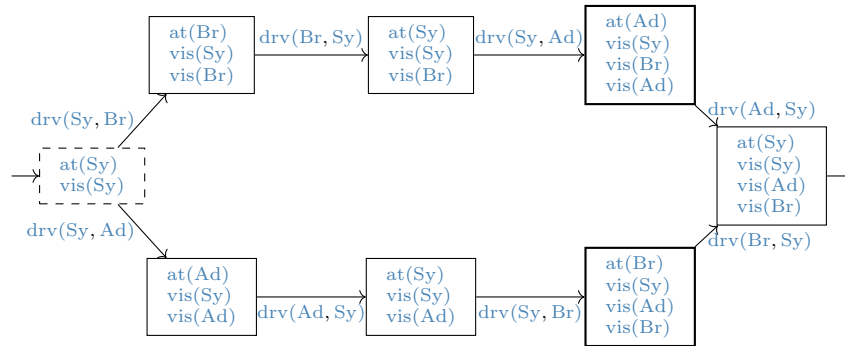 at(Br)
vis(Sy)
vis(Br)
drv(Br, Sy)
at(Sy)
vis(Sy)
vis(Br)
drv(Sy, Ad)
at(Ad)
vis(Sy)
vis(Br)
vis(Ad)
drv(Sy, Br)
drv(Ad, Sy)
at(Sy)
vis(Sy)
at(Sy)
vis(Sy)
vis(Ad)
vis(Br)
drv(Sy, Ad)
drv(Br, Sy)
at(Ad)
vis(Sy)
vis(Ad)
drv(Ad, Sy)
at(Sy)
vis(Sy)
vis(Ad)
drv(Sy, Br)
at(Br)
vis(Sy)
vis(Ad)
vis(Br)